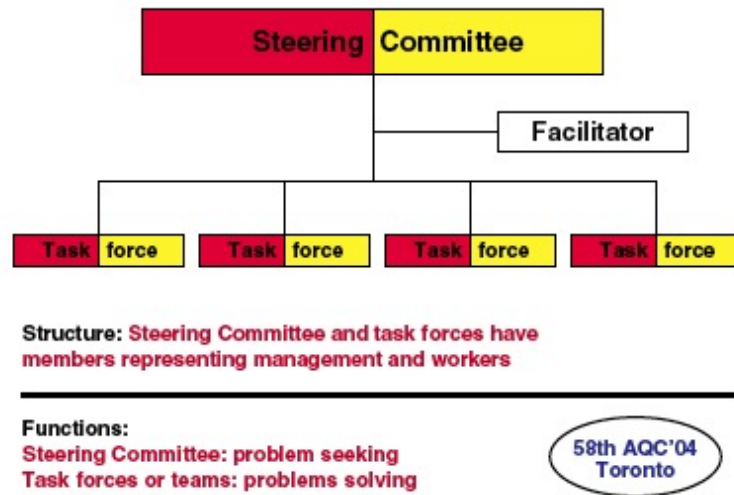 Steering Committee
Facilitator
Task force Task force Task force Task force
Structure: Steering Committee and task forces have
members representing management and workers
Functions:
Steering Committee: problem seeking
Task forces or teams: problems solving
58th AQC'04
Toronto